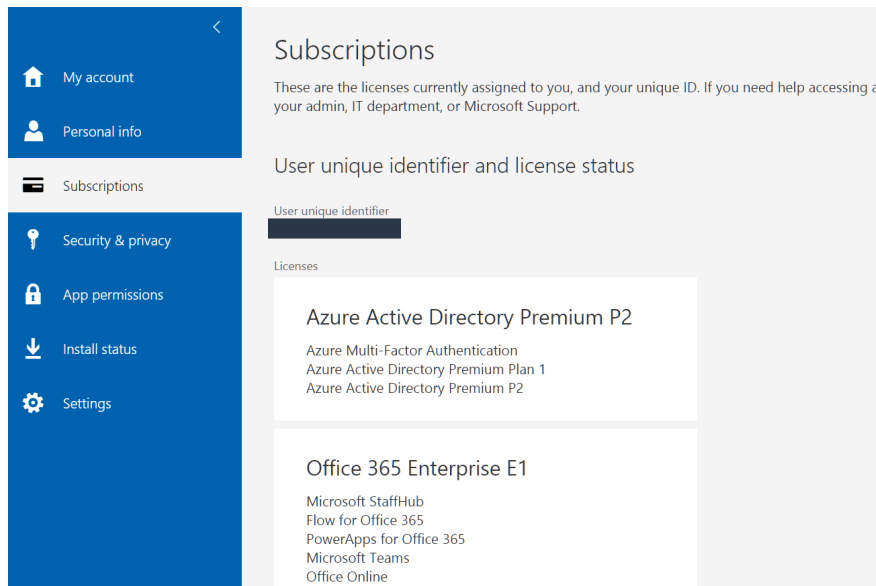 My account
Personal info
Subscriptions
Security & privacy
App permissions
Install status
Settings
Subscriptions
These are the licenses currently assigned to you, and your unique ID. If you need help accessing
your admin, IT department, or Microsoft Support.
User unique identifier and license status
User unique identifier
Licenses
Azure Active Directory Premium P2
Azure Multi-Factor Authentication
Azure Active Directory Premium Plan 1
Azure Active Directory Premium P2
Office 365 Enterprise E1
Microsoft StaffHub
Flow for Office 365
PowerApps for Office 365
Microsoft Teams
Office Online